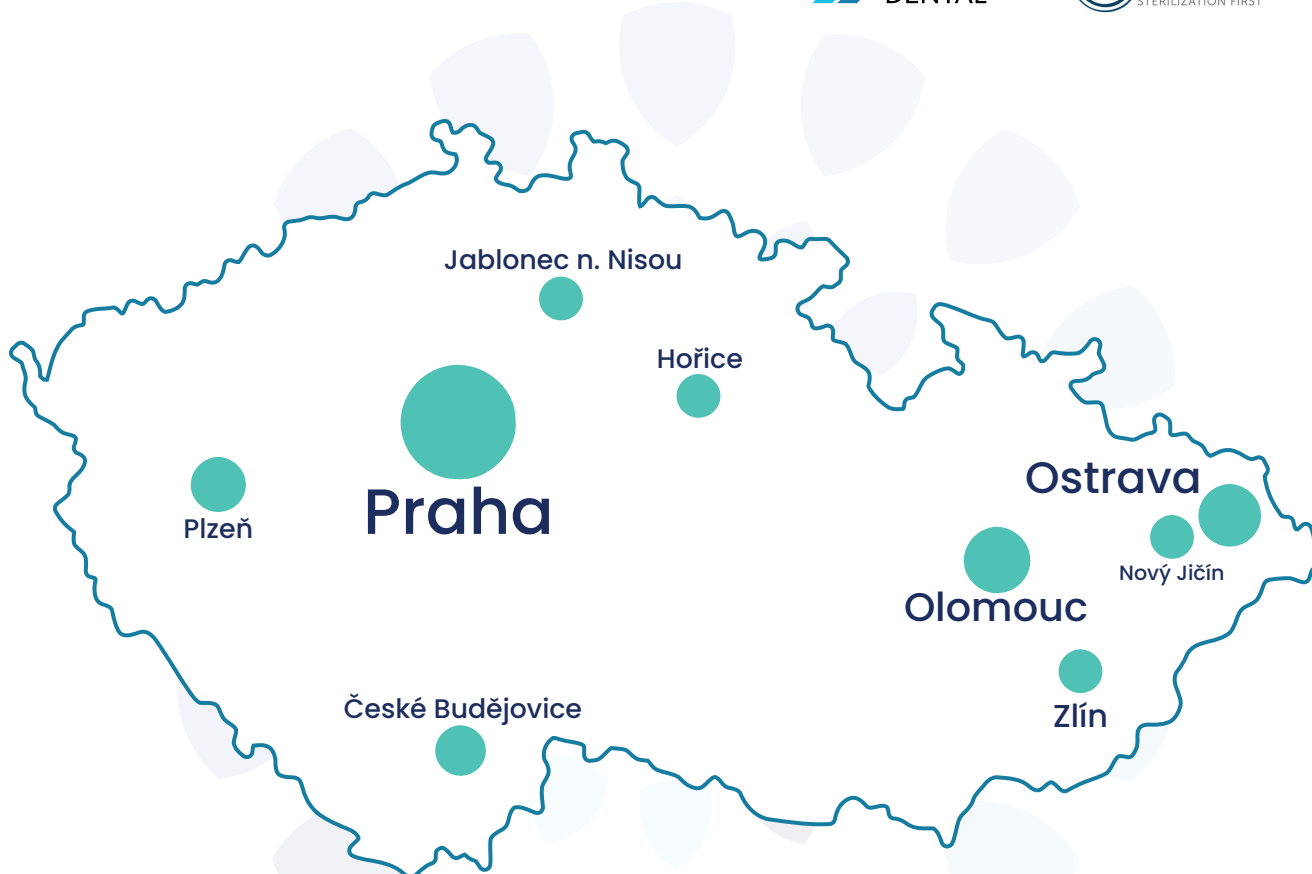 DENTAL
STERILIZATION FIRST
Jablonec n. Nisou
Hořice
Praha
Plzeň
Ostrava
Nový Jičín
Olomouc
Zlín
České Budějovice